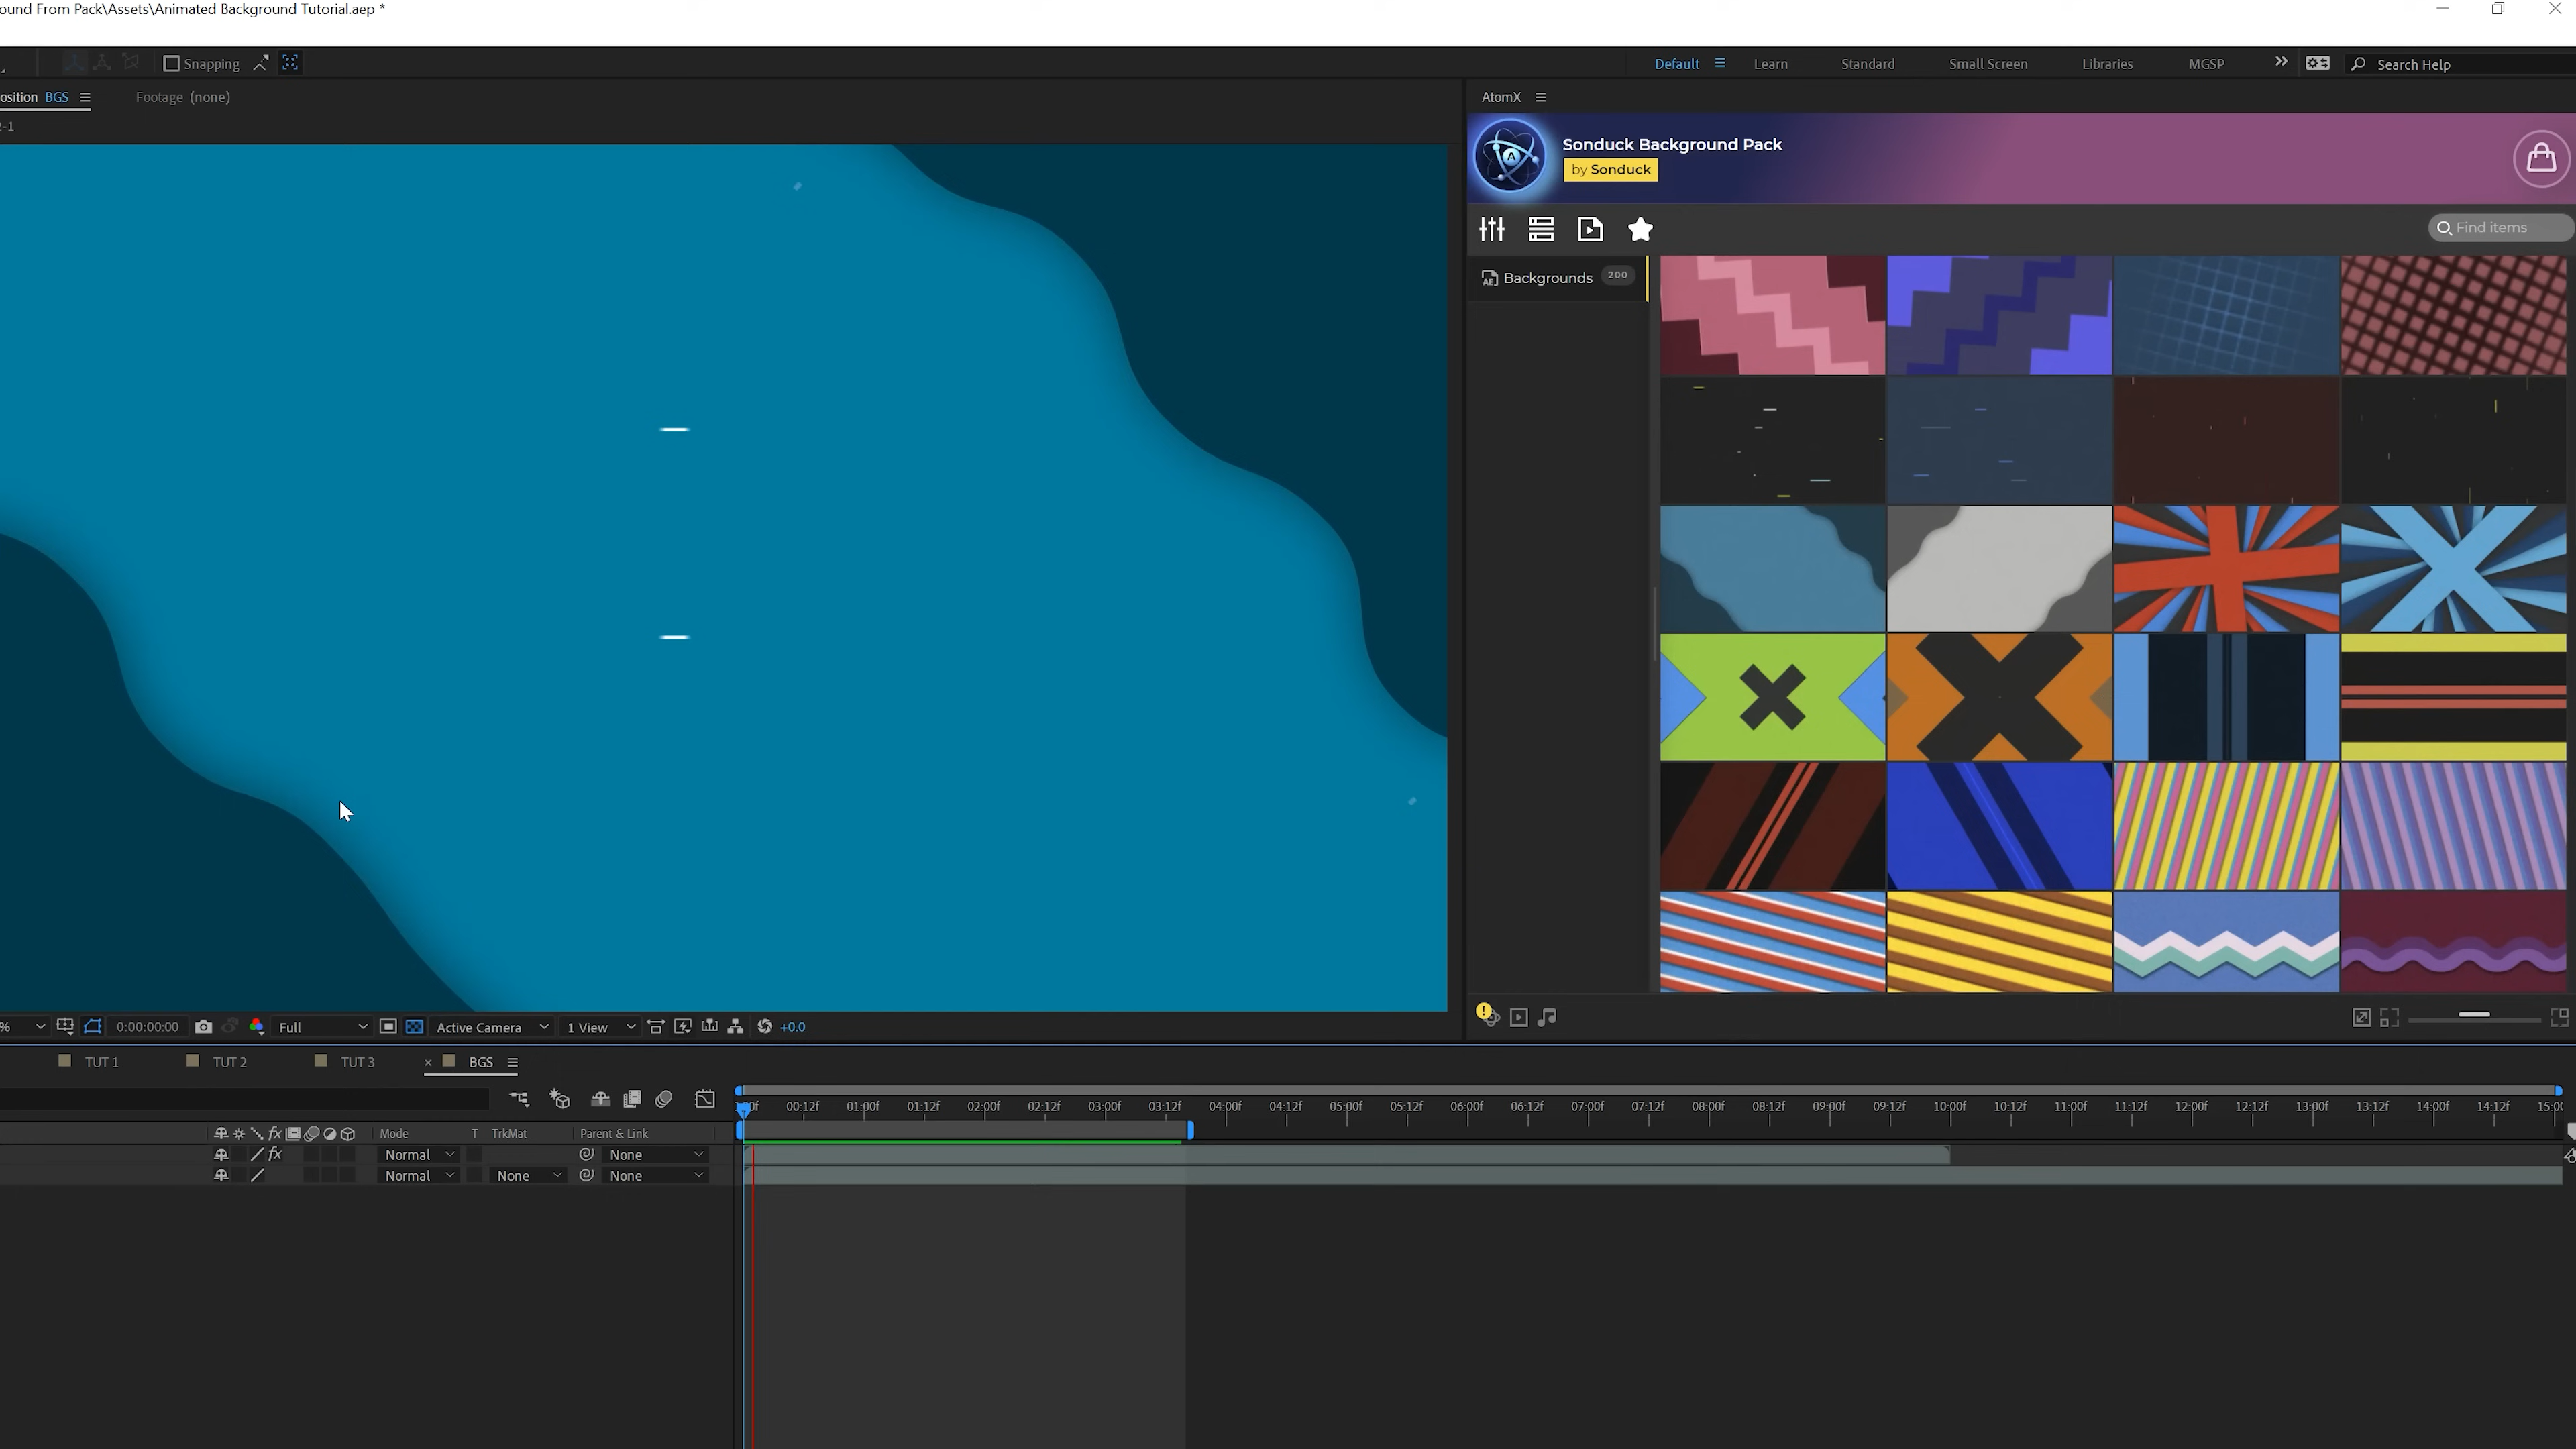 ound From Pack\Assets\Animated Background Tutorial.aep *
Snapping
Default
Learn
Standard
Small Screen
Libraries
MGSP
Search Help
osition BGS
Footage (none)
AtomX
2-1
Sonduck Background Pack
by Sonduck
Find items
Backgrounds 200
%
0:00:00:00
Full
Active Camera
1 View
+0.0
TUT 1
TUT 2
TUT 3
× BGS
00:12f 01:00f 01:12f 02:00f 02:12f 03:00f 03:12f 04:00f 04:12f 05:00f 05:12f 06:00f 06:12f 07:00f 07:12f 08:00f 08:12f 09:00f 09:12f 10:00f 10:12f 11:00f 11:12f 12:00f 12:12f 13:00f 13:12f 14:00f 14:12f 15:00
Mode T TrkMat Parent & Link
Normal None
Normal None None